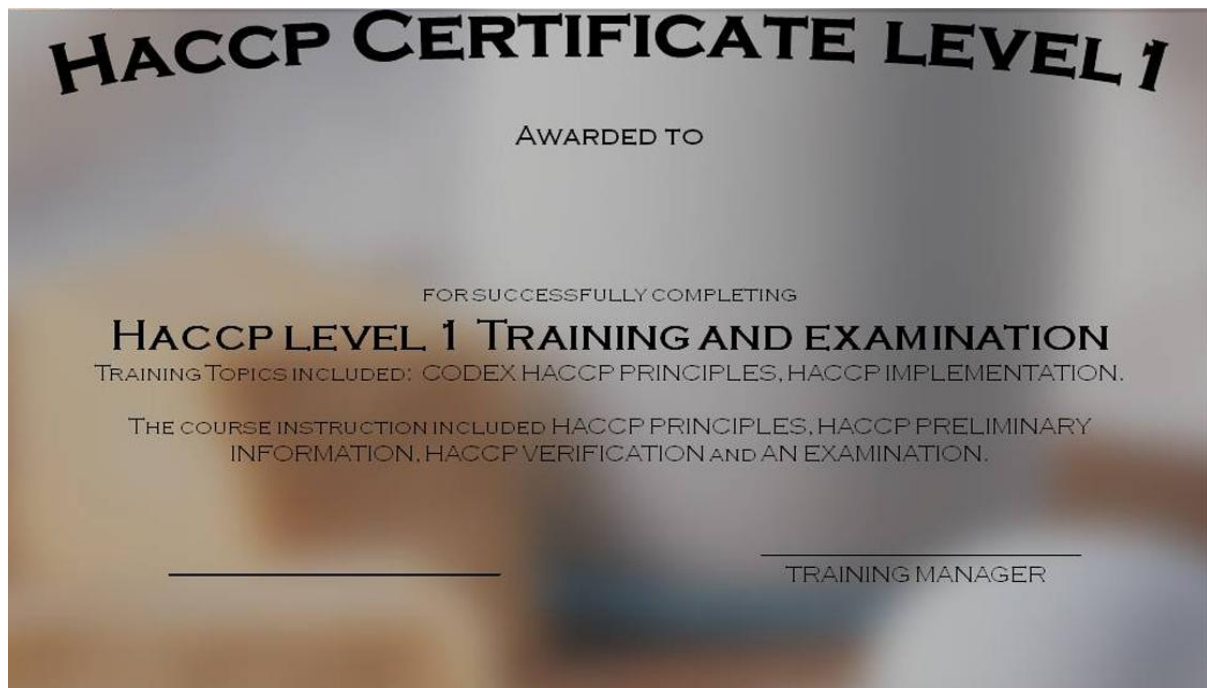 HACCP CERTIFICATE LEVEL 1
AWARDED TO
FOR SUCCESSFULLY COMPLETING
HACCP LEVEL 1 TRAINING AND EXAMINATION
TRAINING TOPICS INCLUDED: CODEX HACCP PRINCIPLES, HACCP IMPLEMENTATION.
THE COURSE INSTRUCTION INCLUDED HACCP PRINCIPLES, HACCP PRELIMINARY
INFORMATION, HACCP VERIFICATION AND AN EXAMINATION.
TRAINING MANAGER